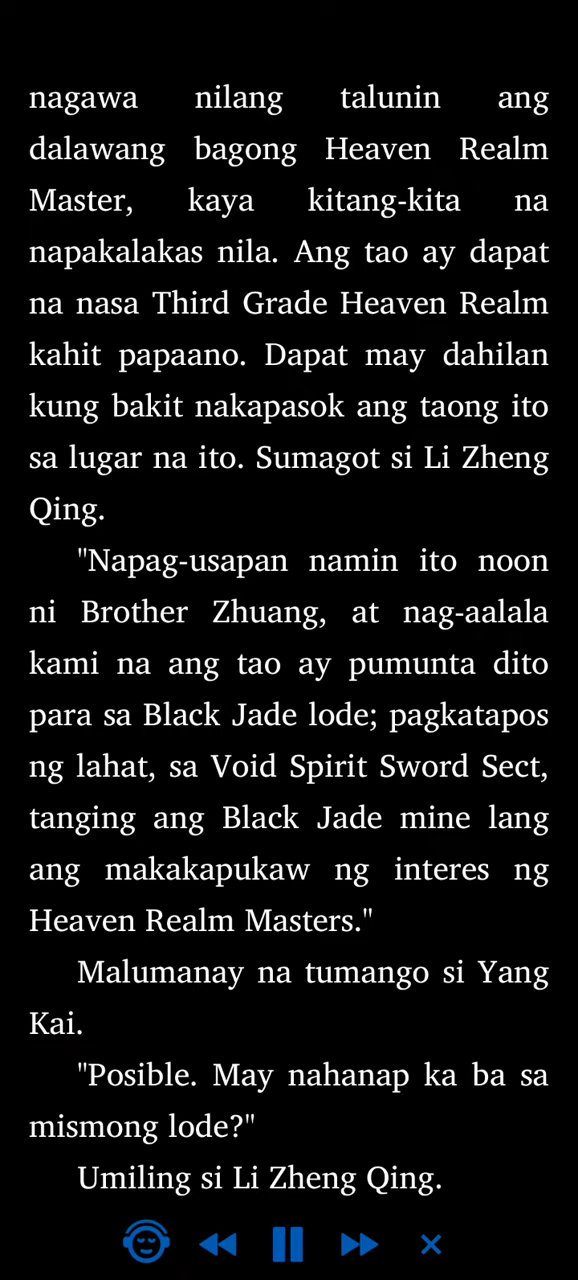 nagawa nilang talunin ang
dalawang bagong Heaven Realm
Master, kaya kitang-kita na
napakalakas nila. Ang tao ay dapat
na nasa Third Grade Heaven Realm
kahit papaano. Dapat may dahilan
kung bakit nakapasok ang taong ito
sa lugar na ito. Sumagot si Li Zheng
Qing.
"Napag-usapan namin ito noon
ni Brother Zhuang, at nag-aalala
kami na ang tao ay pumunta dito
para sa Black Jade lode; pagkatapos
ng lahat, sa Void Spirit Sword Sect,
tanging ang Black Jade mine lang
ang makakapukaw ng interes ng
Heaven Realm Masters."
Malumanay na tumango si Yang
Kai.
"Posible. May nahanap ka ba sa
mismong lode?"
Umiling si Li Zheng Qing.